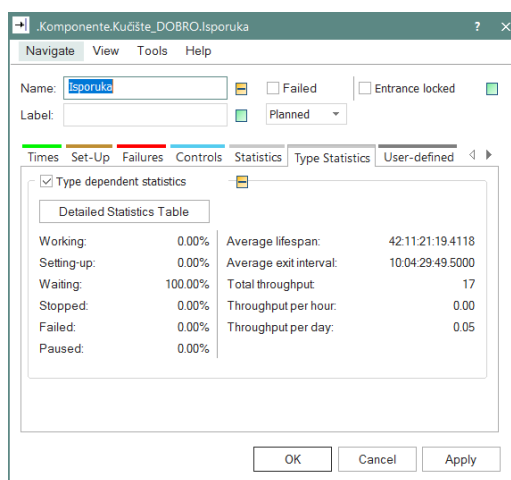 .Komponente.Kučište_DOBRO.Isporuka ? ×
Navigate View Tools Help
Name: Isporuka Failed Entrance locked
Label: Planned
Times Set-Up Failures Controls Statistics Type Statistics User-defined
Type dependent statistics
Detailed Statistics Table
Working: 0.00% Average lifespan: 42:11:21:19.4118
Setting-up: 0.00% Average exit interval: 10:04:29:49.5000
Waiting: 100.00% Total throughput: 17
Stopped: 0.00% Throughput per hour: 0.00
Failed: 0.00% Throughput per day: 0.05
Paused: 0.00%
OK Cancel Apply